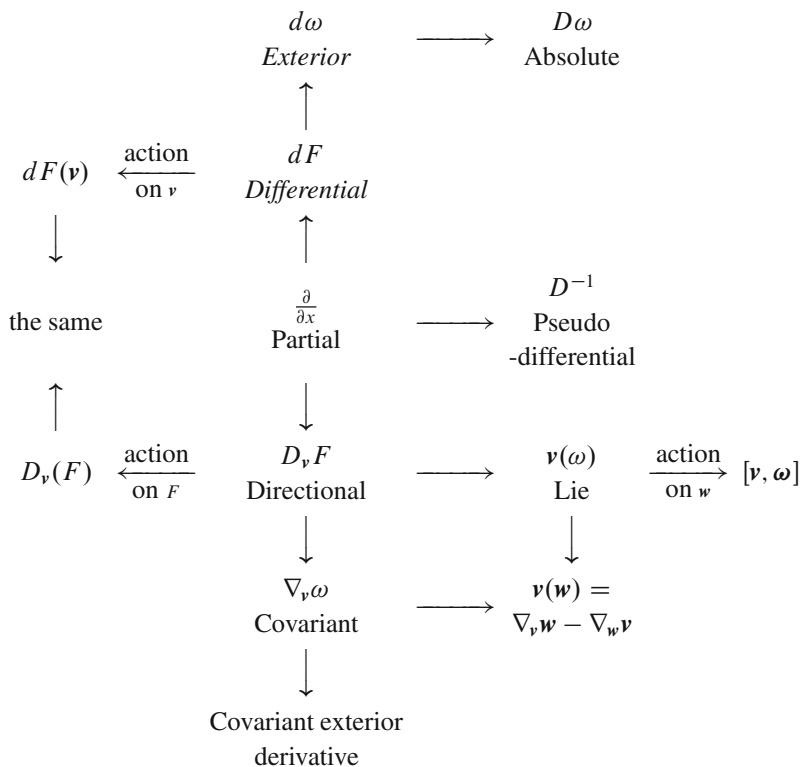 dω Dω
Exterior Absolute
dF(v) action on v dF
Differential
the same ∂/∂x D⁻¹
Partial Pseudo
-differential
D_v(F) action on F D_vF v(ω) action on w [v, ω]
Directional Lie
∇_vω v(w) =
Covariant ∇_vw − ∇_wv
Covariant exterior
derivative